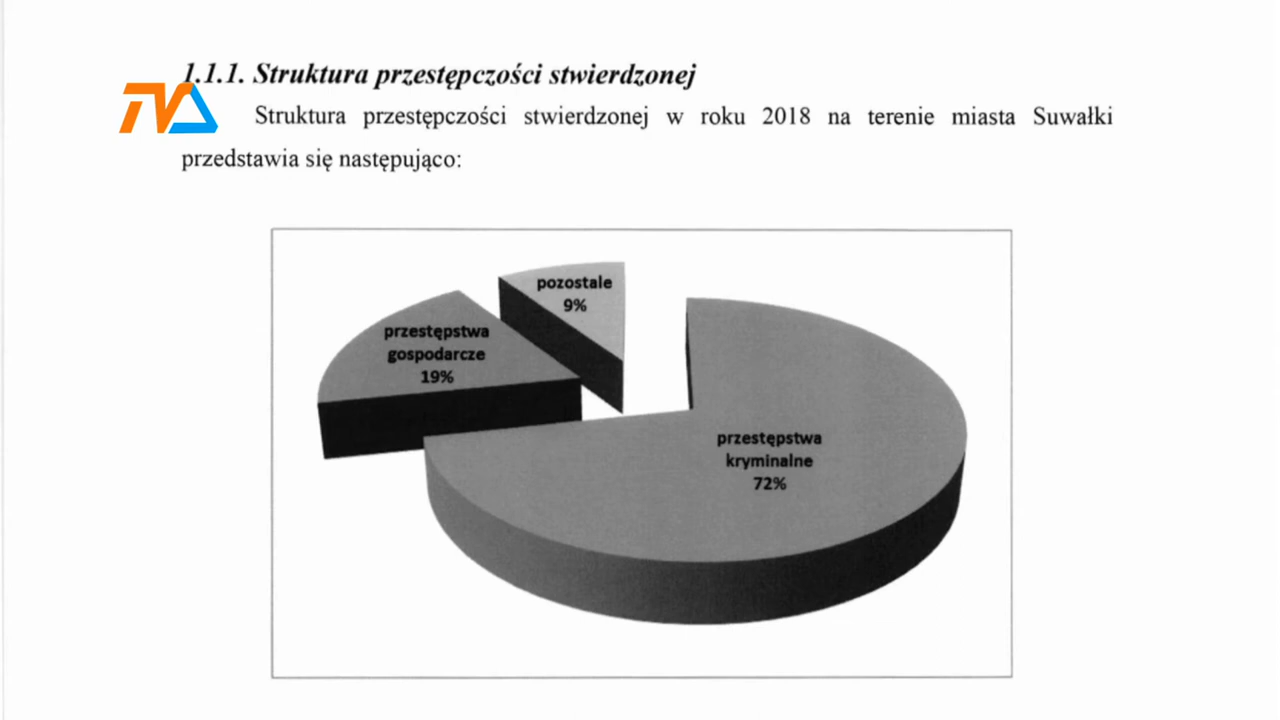 1.1.1. Struktura przestępczości stwierdzonej
TVA
Struktura przestępczości stwierdzonej w roku 2018 na terenie miasta Suwałki
przedstawia się następująco:
pozostałe
9%
przestępstwa
gospodarcze
19%
przestępstwa
kryminalne
72%